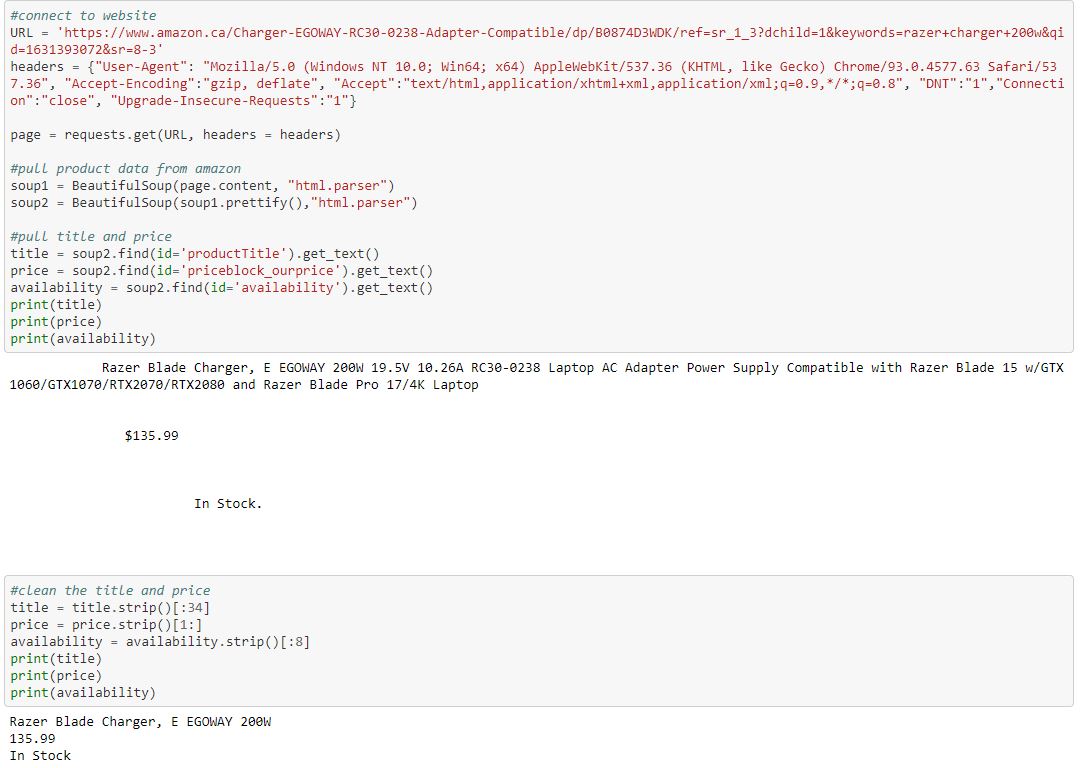 #connect to website
URL = 'https://www.amazon.ca/Charger-EGOWAY-RC30-0238-Adapter-Compatible/dp/B0874D3WDK/ref=sr_1_3?dchild=1&keywords=razer+charger+200w&qi
d=1631393072&sr=8-3'
headers = {"User-Agent": "Mozilla/5.0 (Windows NT 10.0; Win64; x64) AppleWebKit/537.36 (KHTML, like Gecko) Chrome/93.0.4577.63 Safari/53
7.36", "Accept-Encoding":"gzip, deflate", "Accept":"text/html,application/xhtml+xml,application/xml;q=0.9,*/*;q=0.8", "DNT":"1","Connecti
on":"close", "Upgrade-Insecure-Requests":"1"}
page = requests.get(URL, headers = headers)
#pull product data from amazon
soup1 = BeautifulSoup(page.content, "html.parser")
soup2 = BeautifulSoup(soup1.prettify(),"html.parser")
#pull title and price
title = soup2.find(id='productTitle').get_text()
price = soup2.find(id='priceblock_ourprice').get_text()
availability = soup2.find(id='availability').get_text()
print(title)
print(price)
print(availability)
Razer Blade Charger, E EGOWAY 200W 19.5V 10.26A RC30-0238 Laptop AC Adapter Power Supply Compatible with Razer Blade 15 w/GTX
1060/GTX1070/RTX2070/RTX2080 and Razer Blade Pro 17/4K Laptop
$135.99
In Stock.
#clean the title and price
title = title.strip()[:34]
price = price.strip()[1:]
availability = availability.strip()[:8]
print(title)
print(price)
print(availability)
Razer Blade Charger, E EGOWAY 200W
135.99
In Stock